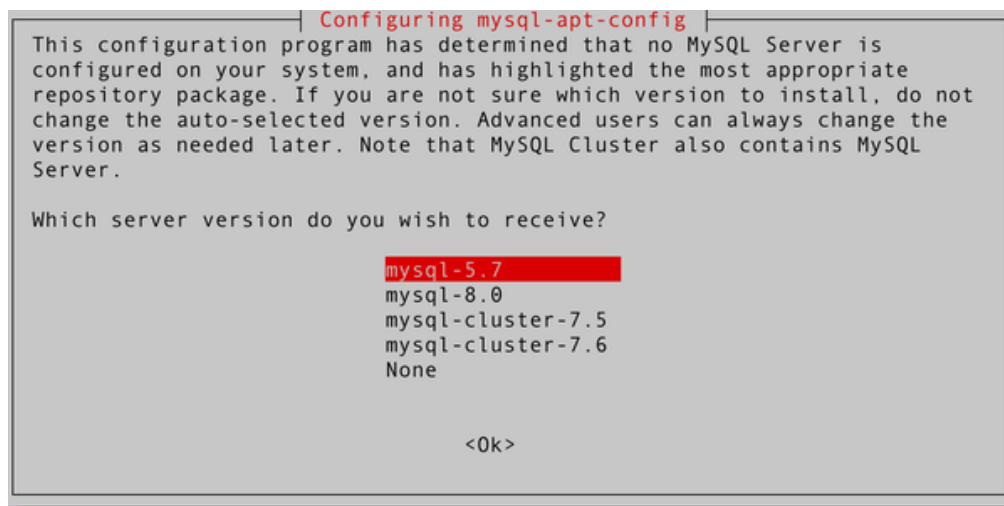 Configuring mysql-apt-config
This configuration program has determined that no MySQL Server is
configured on your system, and has highlighted the most appropriate
repository package. If you are not sure which version to install, do not
change the auto-selected version. Advanced users can always change the
version as needed later. Note that MySQL Cluster also contains MySQL
Server.
Which server version do you wish to receive?
mysql-5.7
mysql-8.0
mysql-cluster-7.5
mysql-cluster-7.6
None
<Ok>